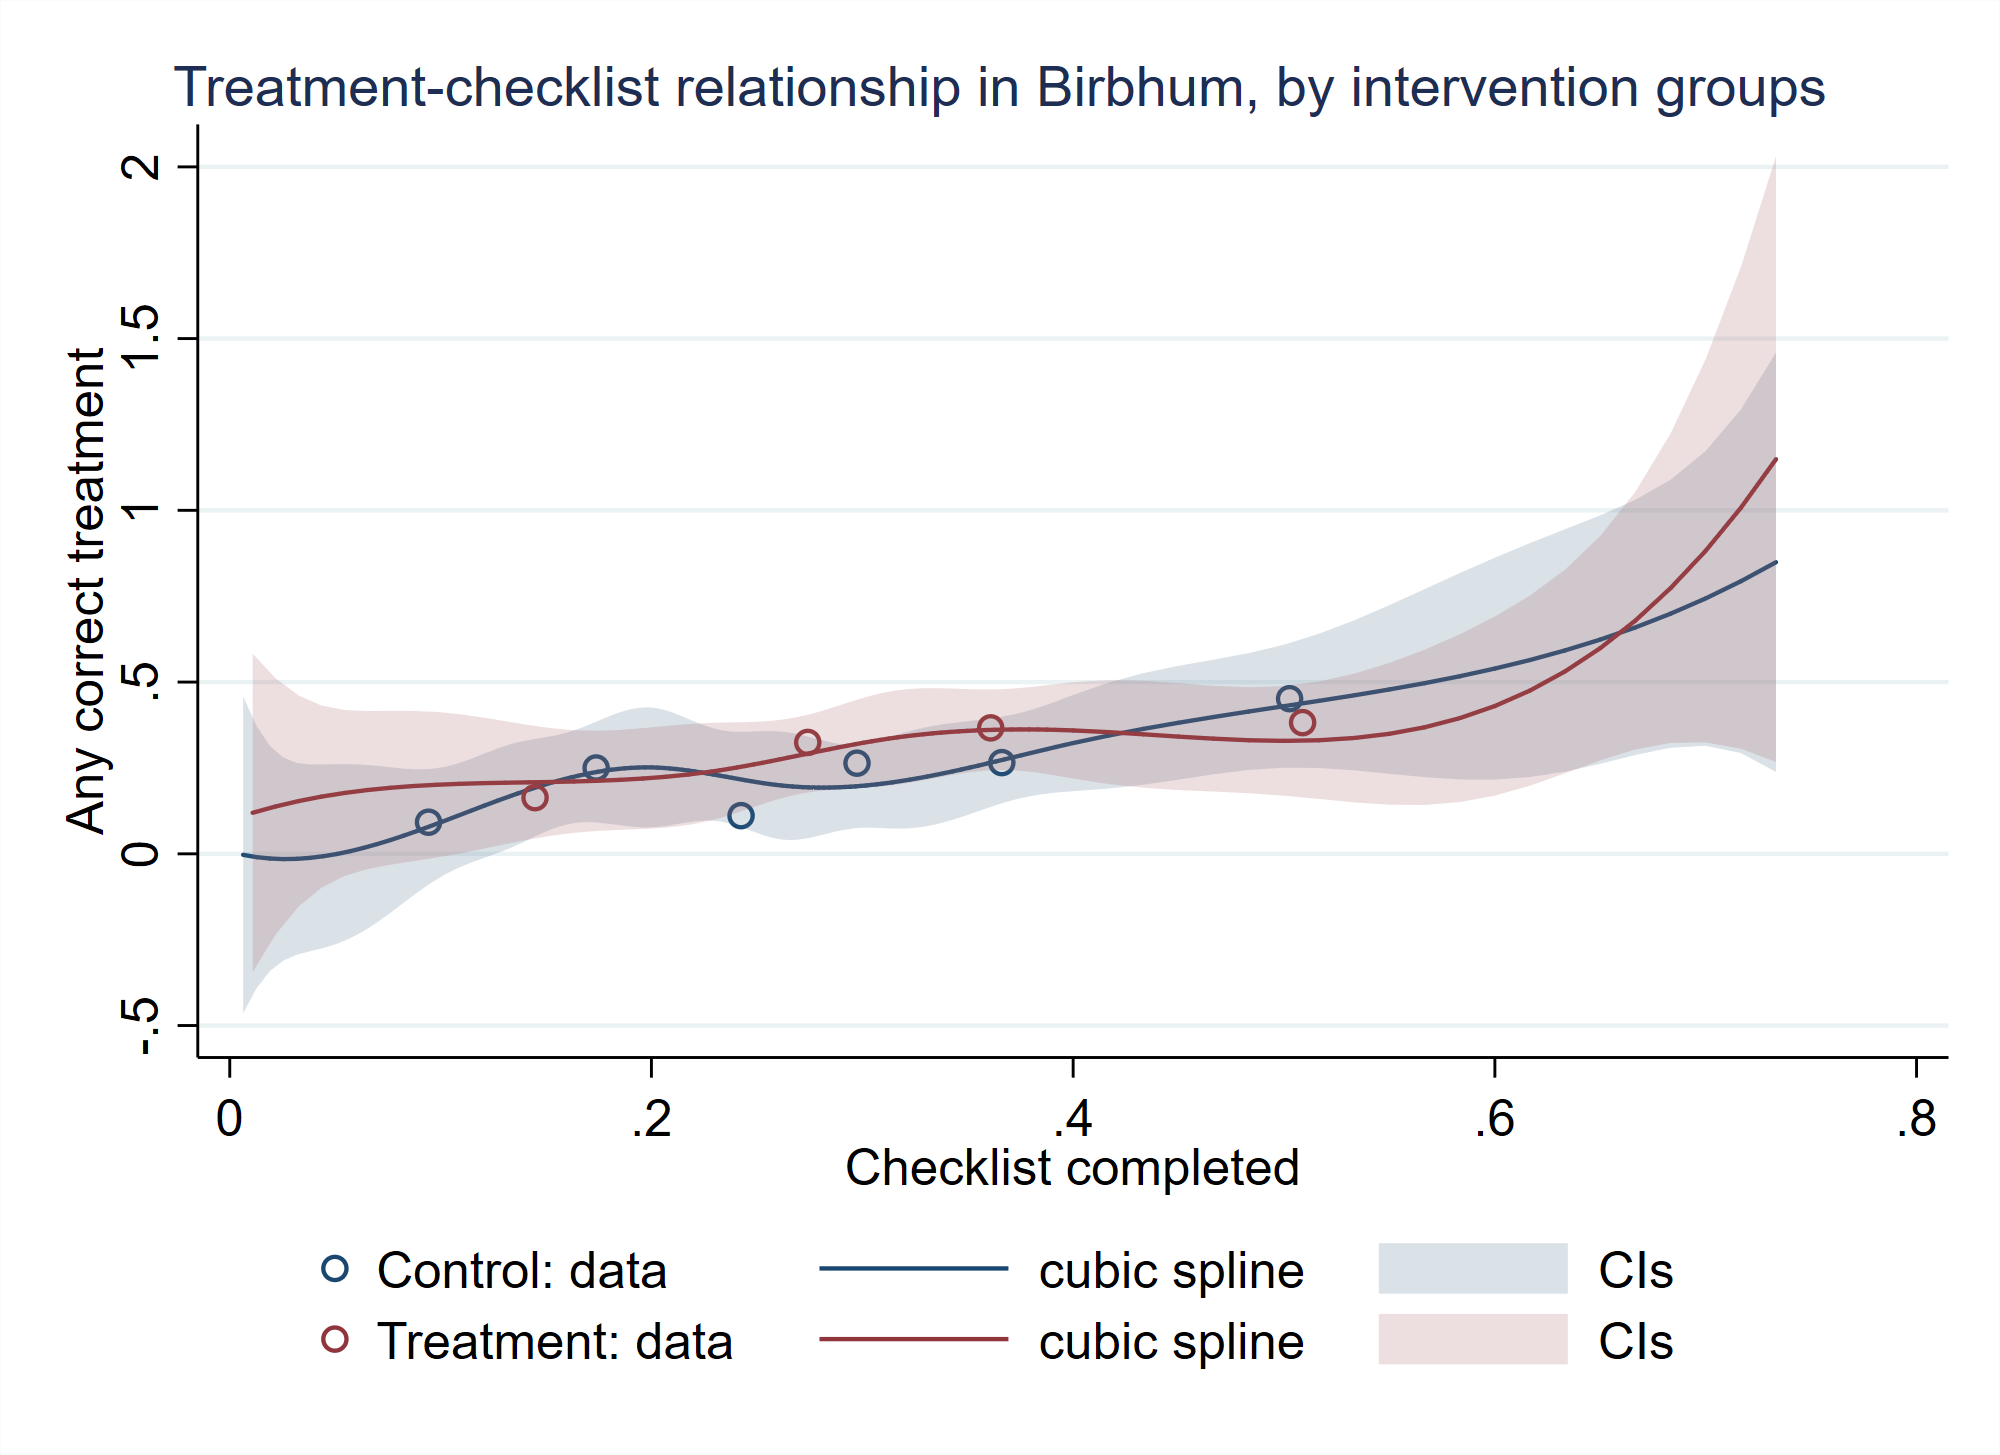 Treatment-checklist relationship in Birbhum, by intervention groups
Any correct treatment
2
1.5
1
.5
0
-.5
0 .2 .4 .6 .8
Checklist completed
Control: data cubic spline CIs
Treatment: data cubic spline CIs